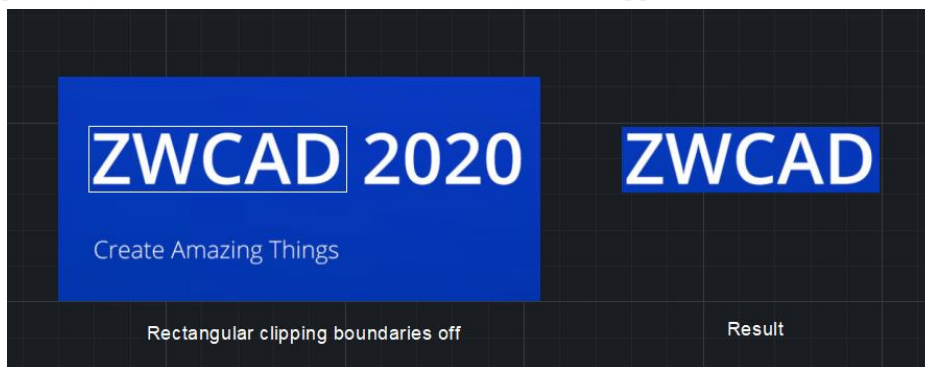 ZWCAD 2020
Create Amazing Things
Rectangular clipping boundaries off
ZWCAD
Result